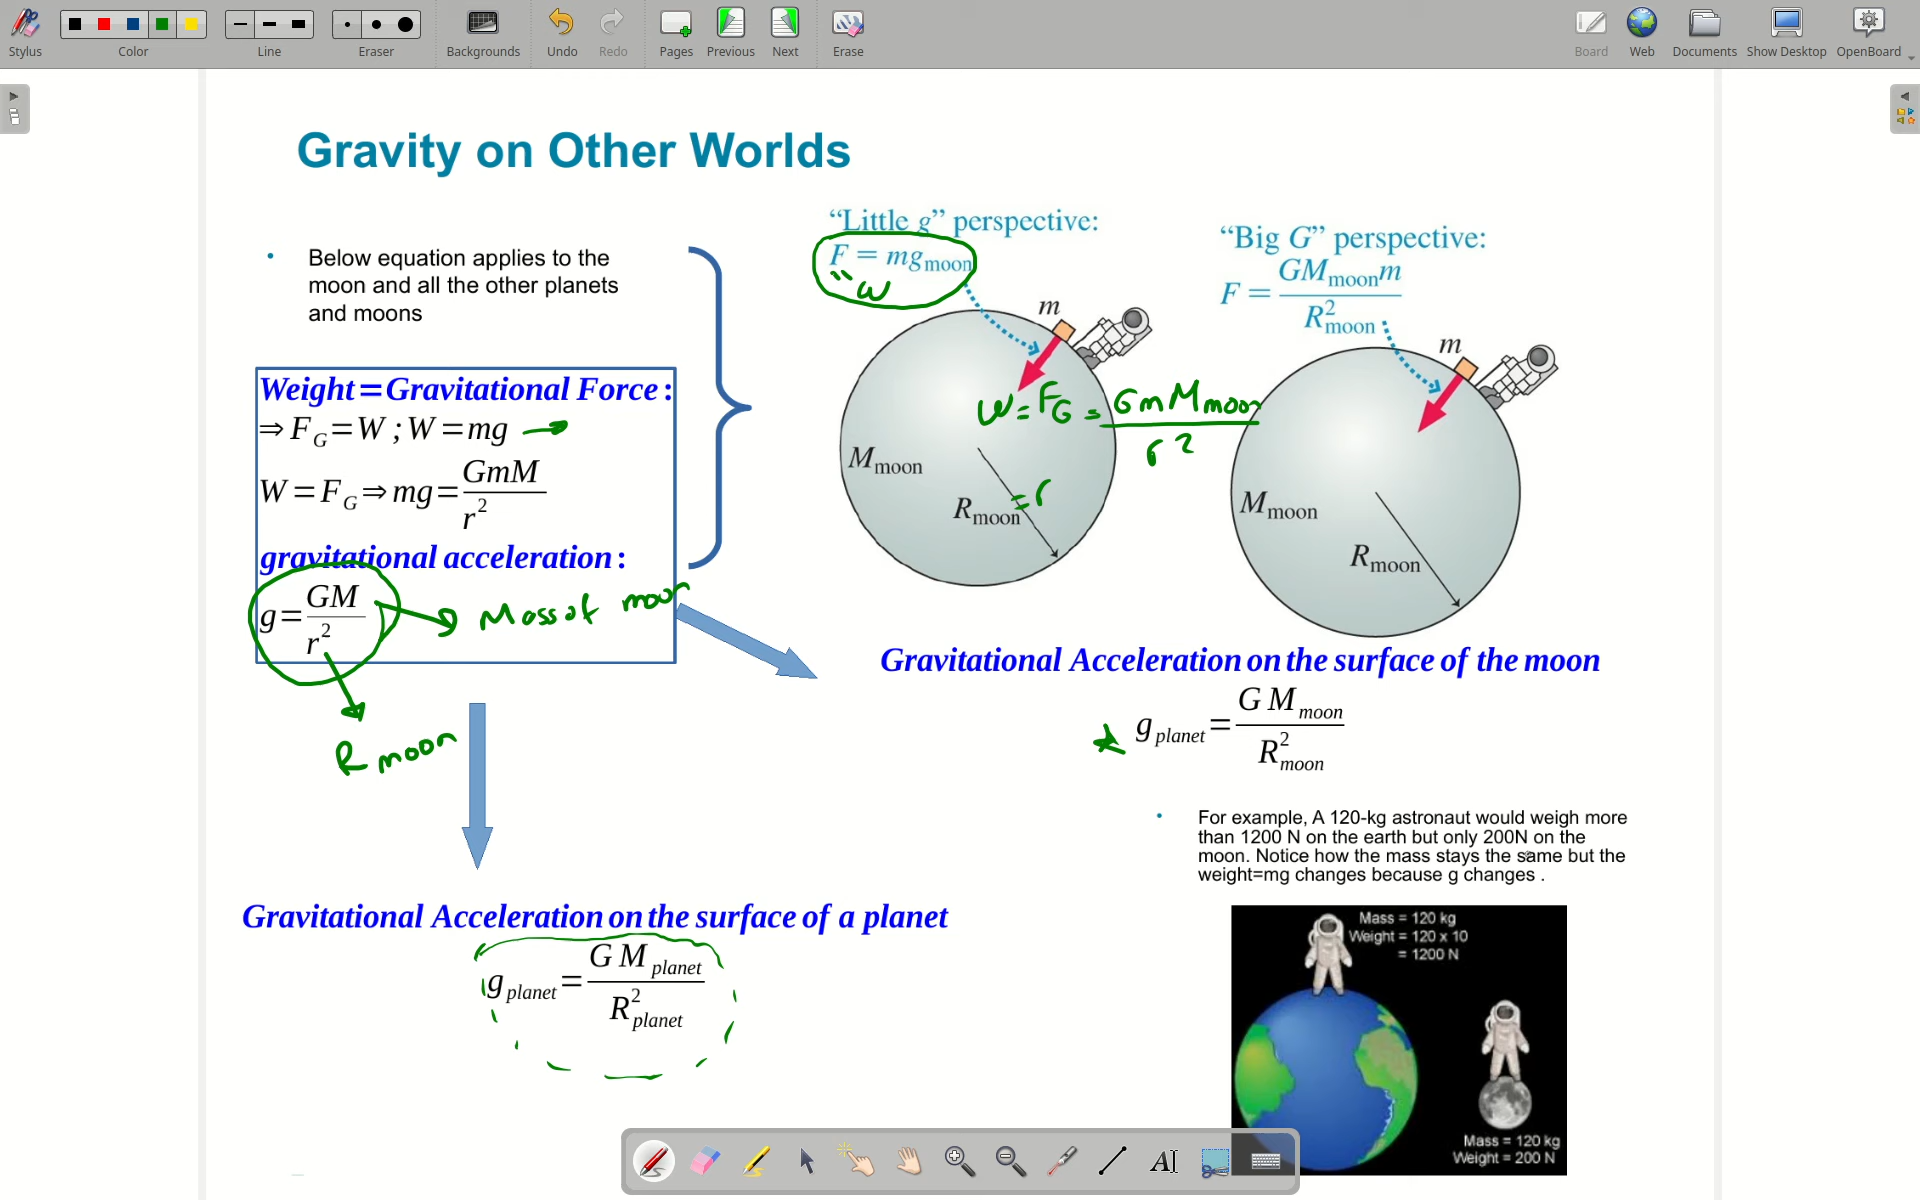 Stylus
Color
Line
Eraser
Backgrounds
Undo
Redo
Pages
Previous
Next
Erase
Board
Web
Documents
Show Desktop
OpenBoard
Gravity on Other Worlds
• Below equation applies to the
moon and all the other planets
and moons
Weight=Gravitational Force:
⇒ F_G=W ; W=mg
W=F_G⇒mg=GmM/r²
gravitational acceleration:
g=GM/r²
Mass of moon
R moon
"Little g" perspective:
F = mg_moon
"W
m
M_moon
R_moon = r
W = F_G = GmM_moon/r²
"Big G" perspective:
F = GM_moon m/R²_moon
m
M_moon
R_moon
Gravitational Acceleration on the surface of the moon
g_planet = G M_moon/R²_moon
Gravitational Acceleration on the surface of a planet
g_planet = G M_planet/R²_planet
• For example, A 120-kg astronaut would weigh more
than 1200 N on the earth but only 200N on the
moon. Notice how the mass stays the same but the
weight=mg changes because g changes .
Mass = 120 kg
Weight = 120 x 10
= 1200 N
Mass = 120 kg
Weight = 200 N